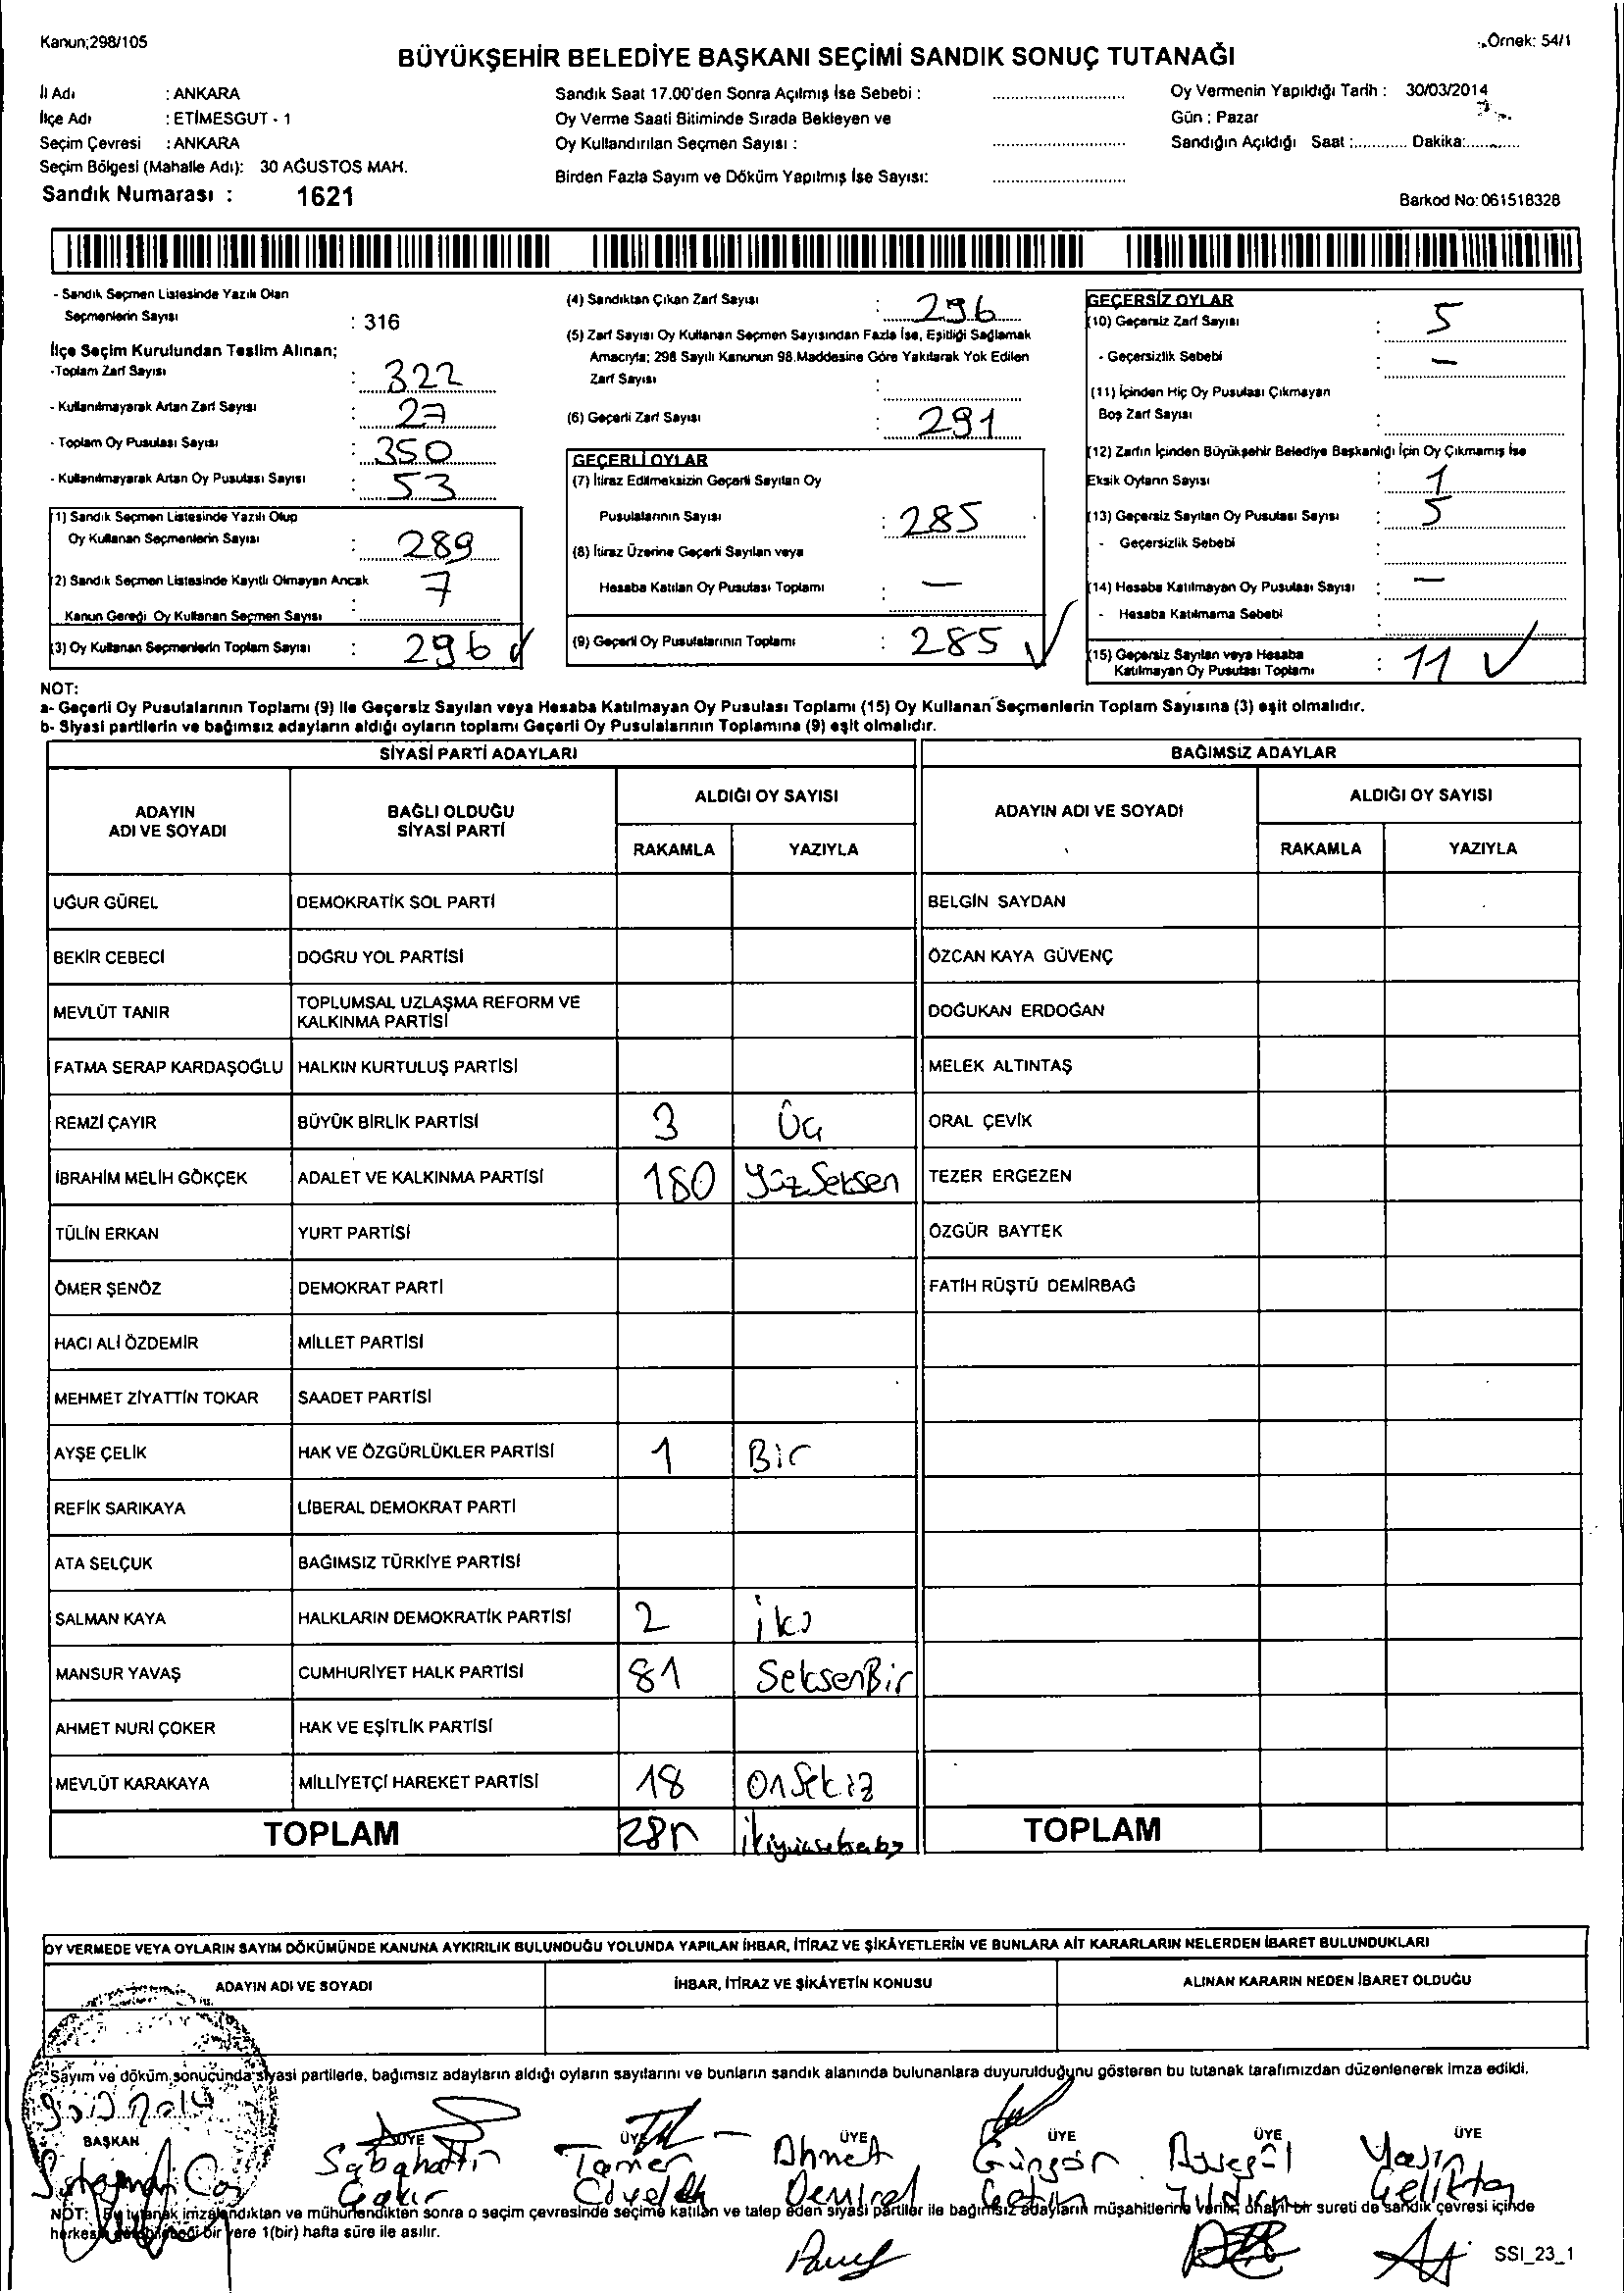 Kanun;298/105
Örnek: 54/1
BÜYÜKŞEHİR BELEDİYE BAŞKANI SEÇİMİ SANDIK SONUÇ TUTANAĞI
İl Adı : ANKARA
İlçe Adı : ETİMESGUT - 1
Seçim Çevresi : ANKARA
Seçim Bölgesi (Mahalle Adı): 30 AĞUSTOS MAH.
Sandık Numarası : 1621
Sandık Saat 17.00'den Sonra Açılmış İse Sebebi :
Oy Verme Saati Bitiminde Sırada Bekleyen ve
Oy Kullandırılan Seçmen Sayısı :
Birden Fazla Sayım ve Döküm Yapılmış İse Sayısı:
Oy Vermenin Yapıldığı Tarih : 30/03/2014
Gün : Pazar
Sandığın Açıldığı Saat :............ Dakika:............
Barkod No: 061518328
- Sandık Seçmen Listesinde Yazılı Olan
Seçmenlerin Sayısı : 316
İlçe Seçim Kurulundan Teslim Alınan;
-Toplam Zarf Sayısı : 322
- Kullanılmayarak Artan Zarf Sayısı : 27
- Toplam Oy Pusulası Sayısı : 350
- Kullanılmayarak Artan Oy Pusulası Sayısı : 53
(1) Sandık Seçmen Listesinde Yazılı Olup
Oy Kullanan Seçmenlerin Sayısı : 289
(2) Sandık Seçmen Listesinde Kayıtlı Olmayan Ancak
Kanun Gereği Oy Kullanan Seçmen Sayısı : 7
(3) Oy Kullanan Seçmenlerin Toplam Sayısı : 296
(4) Sandıktan Çıkan Zarf Sayısı : 296
(5) Zarf Sayısı Oy Kullanan Seçmen Sayısından Fazla İse, Eşitliği Sağlamak
Amacıyla; 298 Sayılı Kanunun 98.Maddesine Göre Yakılarak Yok Edilen
Zarf Sayısı :
(6) Geçerli Zarf Sayısı : 291
GEÇERLİ OYLAR
(7) İtiraz Edilmeksizin Geçerli Sayılan Oy
Pusulalarının Sayısı : 285
(8) İtiraz Üzerine Geçerli Sayılan veya
Hesaba Katılan Oy Pusulası Toplamı : —
(9) Geçerli Oy Pusulalarının Toplamı : 285
GEÇERSİZ OYLAR
(10) Geçersiz Zarf Sayısı : 5
- Geçersizlik Sebebi : —
(11) İçinden Hiç Oy Pusulası Çıkmayan
Boş Zarf Sayısı :
(12) Zarfın İçinden Büyükşehir Belediye Başkanlığı İçin Oy Çıkmamış İse
Eksik Oyların Sayısı : 1
(13) Geçersiz Sayılan Oy Pusulası Sayısı : 5
- Geçersizlik Sebebi :
(14) Hesaba Katılmayan Oy Pusulası Sayısı : —
- Hesaba Katılmama Sebebi :
(15) Geçersiz Sayılan veya Hesaba
Katılmayan Oy Pusulası Toplamı : 11
NOT:
a- Geçerli Oy Pusulalarının Toplamı (9) ile Geçersiz Sayılan veya Hesaba Katılmayan Oy Pusulası Toplamı (15) Oy Kullanan Seçmenlerin Toplam Sayısına (3) eşit olmalıdır.
b- Siyasi partilerin ve bağımsız adayların aldığı oyların toplamı Geçerli Oy Pusulalarının Toplamına (9) eşit olmalıdır.
SİYASİ PARTİ ADAYLARI BAĞIMSIZ ADAYLAR
ADAYIN ADI VE SOYADI BAĞLI OLDUĞU SİYASİ PARTİ ALDIĞI OY SAYISI ADAYIN ADI VE SOYADI ALDIĞI OY SAYISI
RAKAMLA YAZIYLA RAKAMLA YAZIYLA
UĞUR GÜREL DEMOKRATİK SOL PARTİ BELGİN SAYDAN
BEKİR CEBECİ DOĞRU YOL PARTİSİ ÖZCAN KAYA GÜVENÇ
MEVLÜT TANIR TOPLUMSAL UZLAŞMA REFORM VE KALKINMA PARTİSİ DOĞUKAN ERDOĞAN
FATMA SERAP KARDAŞOĞLU HALKIN KURTULUŞ PARTİSİ MELEK ALTINTAŞ
REMZİ ÇAYIR BÜYÜK BİRLİK PARTİSİ 3 Üç ORAL ÇEVİK
İBRAHİM MELİH GÖKÇEK ADALET VE KALKINMA PARTİSİ 180 YüzSeksen TEZER ERGEZEN
TÜLİN ERKAN YURT PARTİSİ ÖZGÜR BAYTEK
ÖMER ŞENÖZ DEMOKRAT PARTİ FATİH RÜŞTÜ DEMİRBAĞ
HACI ALİ ÖZDEMİR MİLLET PARTİSİ
MEHMET ZİYATTİN TOKAR SAADET PARTİSİ
AYŞE ÇELİK HAK VE ÖZGÜRLÜKLER PARTİSİ 1 Bir
REFİK SARIKAYA LİBERAL DEMOKRAT PARTİ
ATA SELÇUK BAĞIMSIZ TÜRKİYE PARTİSİ
SALMAN KAYA HALKLARIN DEMOKRATİK PARTİSİ 2 iki
MANSUR YAVAŞ CUMHURİYET HALK PARTİSİ 81 SeksenBir
AHMET NURİ ÇOKER HAK VE EŞİTLİK PARTİSİ
MEVLÜT KARAKAYA MİLLİYETÇİ HAREKET PARTİSİ 18 OnSekiz
TOPLAM TOPLAM
OY VERMEDE VEYA OYLARIN SAYIM DÖKÜMÜNDE KANUNA AYKIRILIK BULUNDUĞU YOLUNDA YAPILAN İHBAR, İTİRAZ VE ŞİKÂYETLERİN VE BUNLARA AİT KARARLARIN NELERDEN İBARET BULUNDUKLARI
ADAYIN ADI VE SOYADI İHBAR, İTİRAZ VE ŞİKÂYETİN KONUSU ALINAN KARARIN NEDEN İBARET OLDUĞU
Sayım ve döküm sonucunda siyasi partilerle, bağımsız adayların aldığı oyların sayılarını ve bunların sandık alanında bulunanlara duyurulduğunu gösteren bu tutanak tarafımızdan düzenlenerek imza edildi.
BAŞKAN ÜYE ÜYE ÜYE ÜYE ÜYE ÜYE
Sabahattin Tamer Ahmet Güngör Ayşegül Yasin
Çakır Demirel Çetin Yıldırım Çeliktaş
NOT: Bu tutanak imzalandıktan ve mühürlendikten sonra o seçim çevresinde seçime katılan ve talep eden siyasi partiler ile bağımsız adayların müşahitlerine verilir, onaylı bir sureti de sandık çevresi içinde
herkesin görebileceği bir yere 1(bir) hafta süre ile asılır.
SSI_23_1